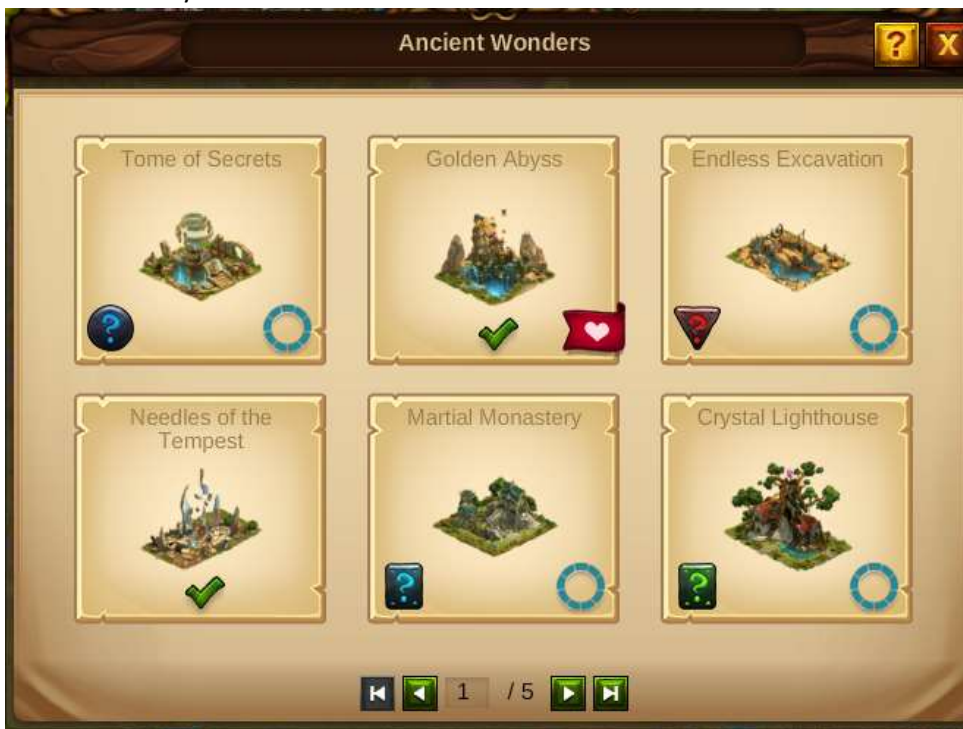 Ancient Wonders
?
X
Tome of Secrets
Golden Abyss
Endless Excavation
?
?
Needles of the
Tempest
Martial Monastery
Crystal Lighthouse
?
?
1 / 5